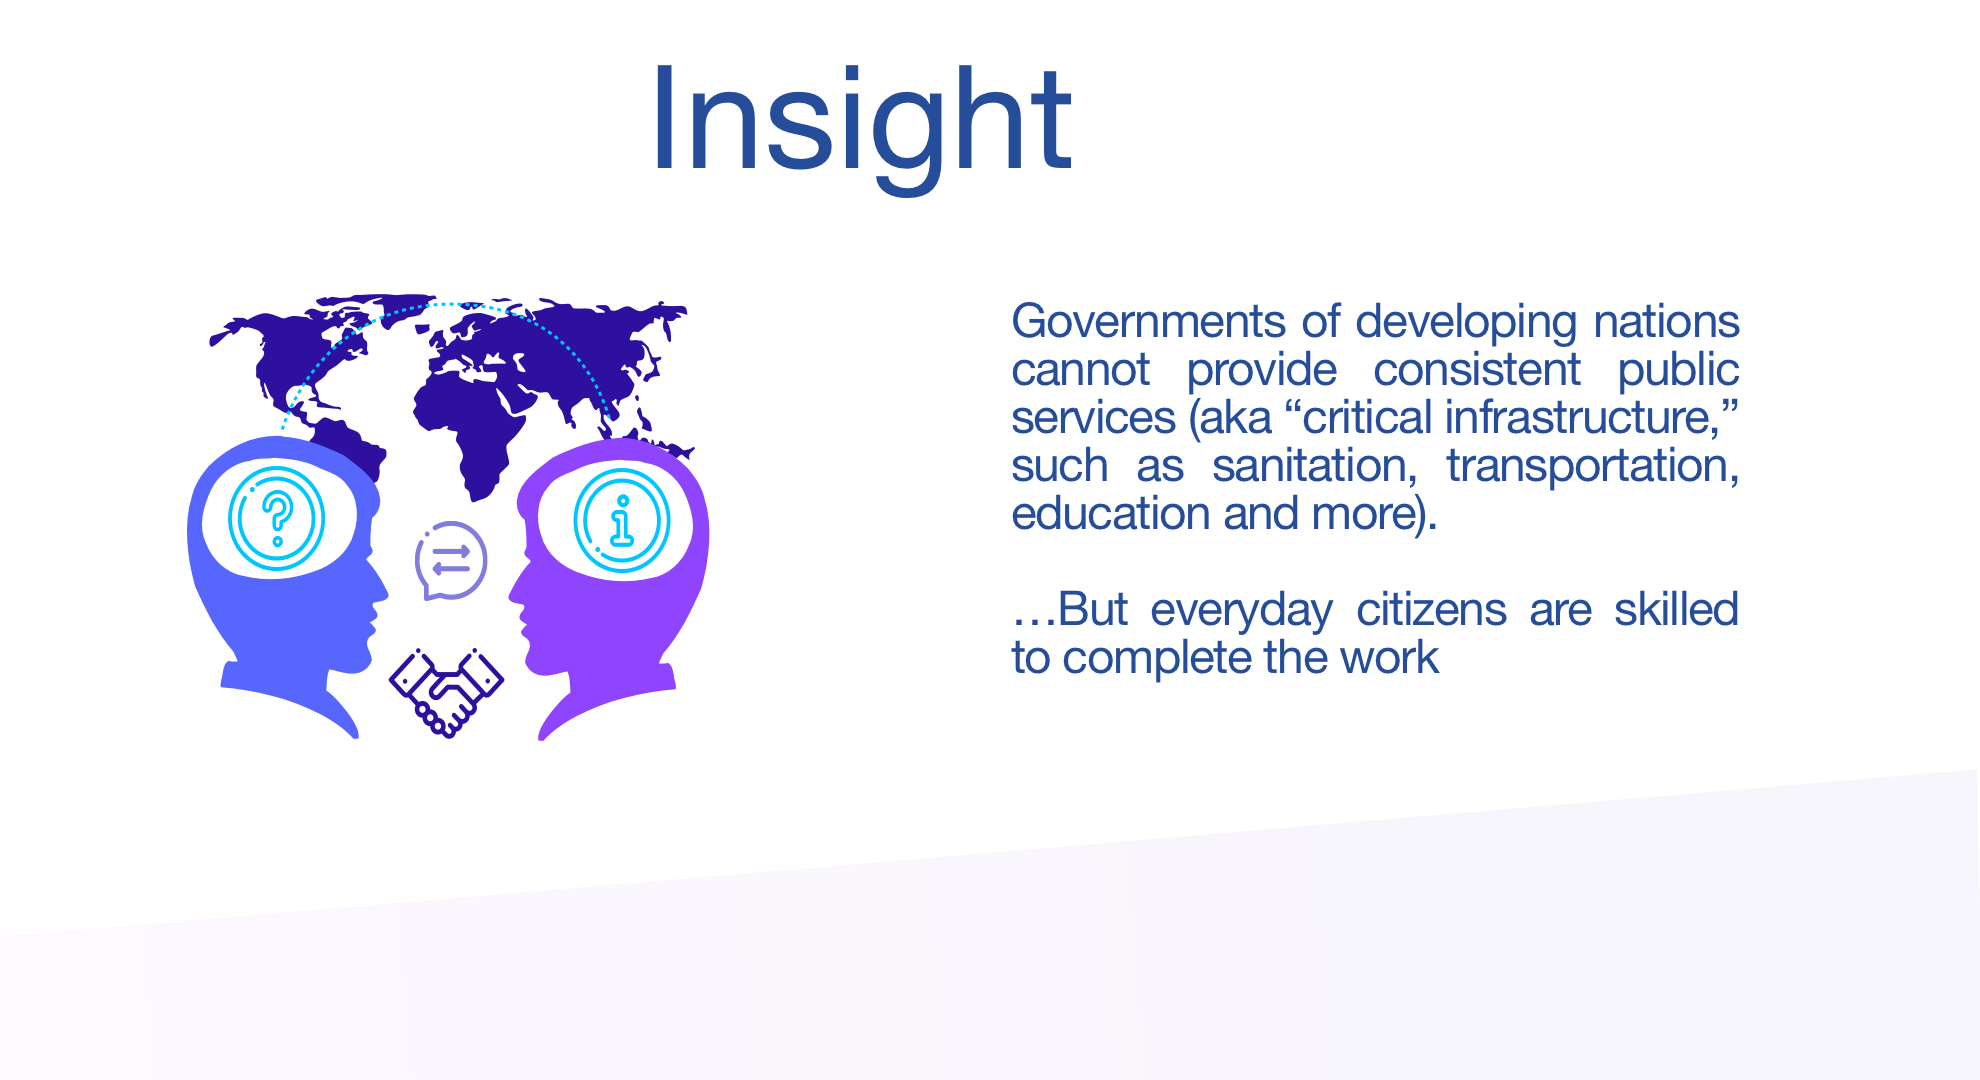 Insight
Governments of developing nations
cannot provide consistent public
services (aka “critical infrastructure,”
such as sanitation, transportation,
education and more).
…But everyday citizens are skilled
to complete the work